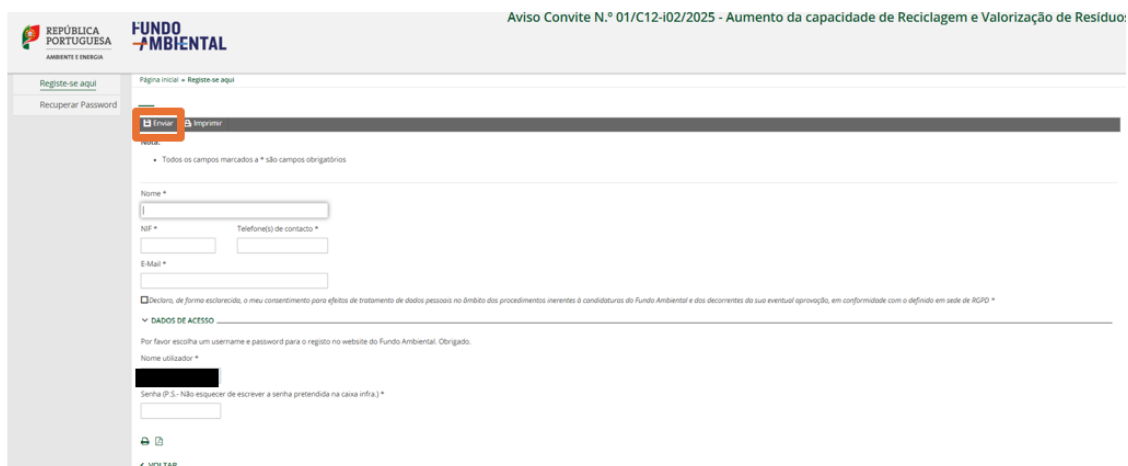 Aviso Convite N.º 01/C12-i02/2025 - Aumento da capacidade de Reciclagem e Valorização de Resíduos
REPÚBLICA
PORTUGUESA
AMBIENTE E ENERGIA
FUNDO
AMBIENTAL
Registe-se aqui
Recuperar Password
Página inicial » Registe-se aqui
Enviar Imprimir
Nota:
• Todos os campos marcados a * são campos obrigatórios
Nome *
NIF * Telefone(s) de contacto *
E-Mail *
Declaro, de forma esclarecida, o meu consentimento para efeitos de tratamento de dados pessoais no âmbito dos procedimentos inerentes à candidaturas do Fundo Ambiental e dos decorrentes da sua eventual aprovação, em conformidade com o definido em sede de RGPD *
DADOS DE ACESSO
Por favor escolha um username e password para o registo no website do Fundo Ambiental. Obrigado.
Nome utilizador *
Senha (P.S.- Não esquecer de escrever a senha pretendida na caixa infra.) *
VOLTAR